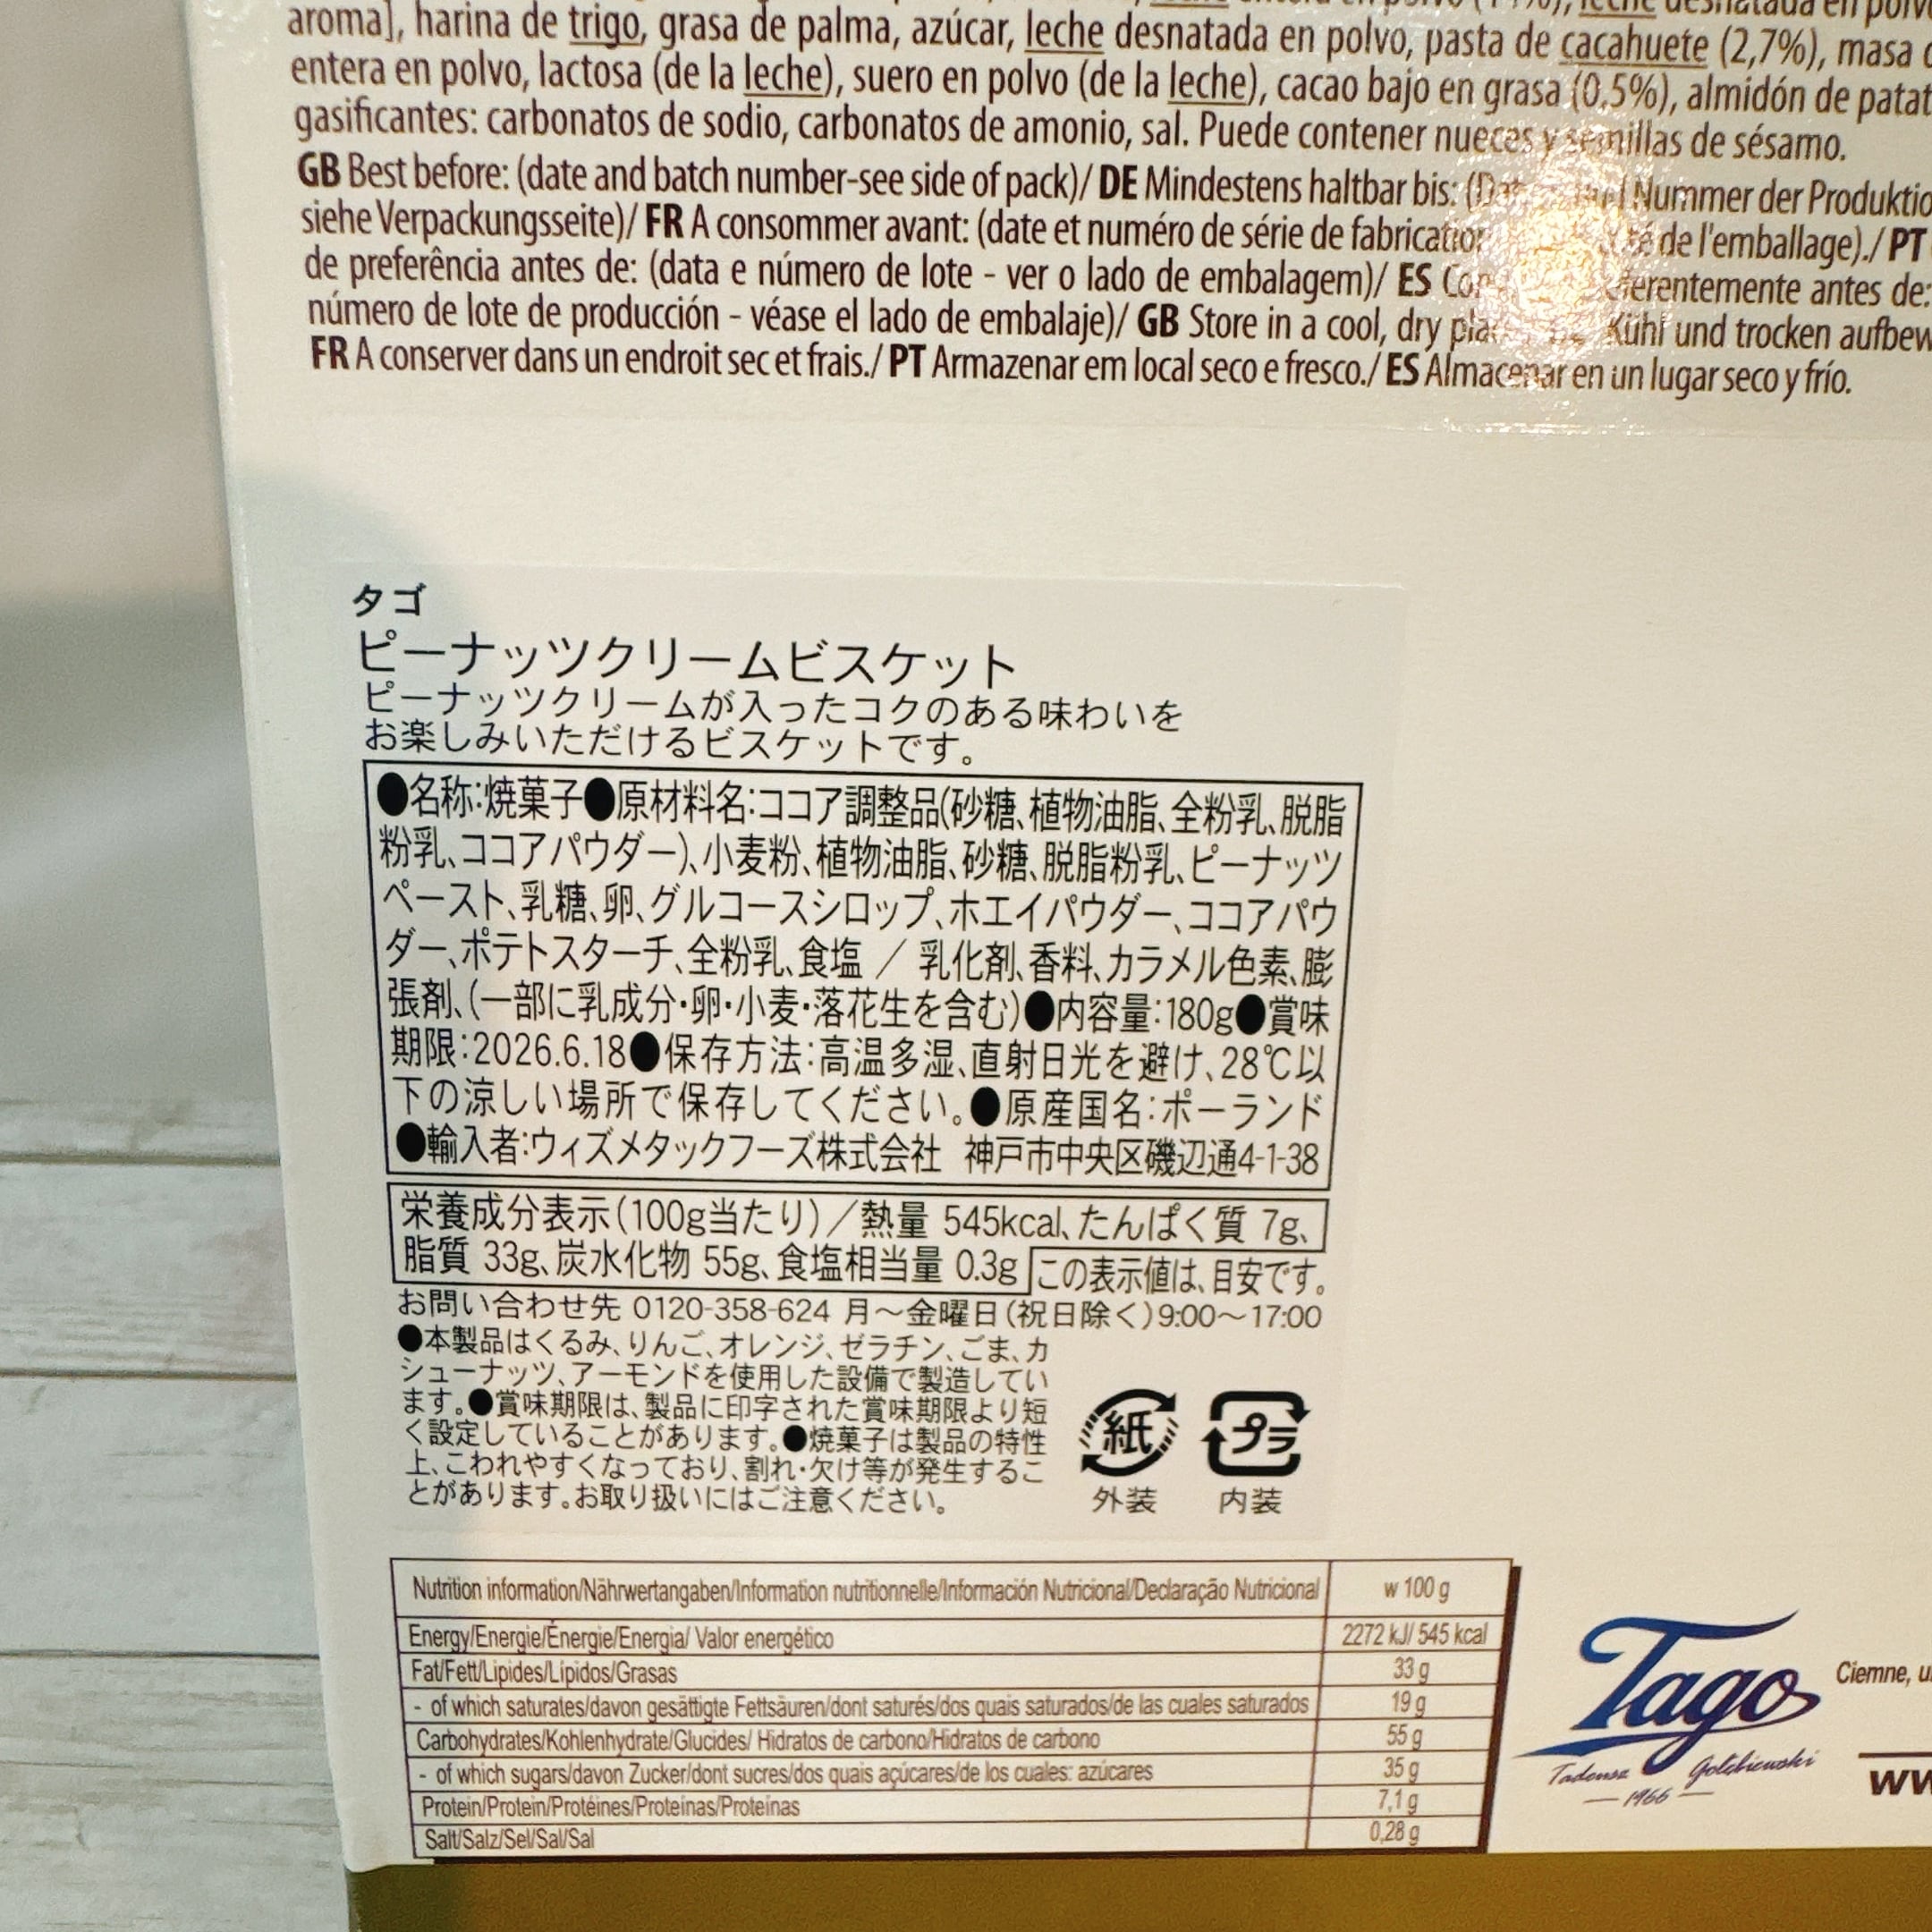 aroma], harina de trigo, grasa de palma, azúcar, leche desnatada en polvo, pasta de cacahuete (2,7%), masa
entera en polvo, lactosa (de la leche), suero en polvo (de la leche), cacao bajo en grasa (0,5%), almidón de
gasificantes: carbonatos de sodio, carbonatos de amonio, sal. Puede contener nueces y semillas de sésamo.
GB Best before: (date and batch number-see side of pack)/ DE Mindestens haltbar bis: Nummer der
siehe Verpackungsseite)/ FR A consommer avant: (date et numéro de série de fabrication de l'emballage)./ PT
de preferência antes de: (data e número de lote - ver o lado de embalagem)/ ES antes de:
número de lote de producción - véase el lado de embalaje)/ GB Store in a cool, dry Kühl und trocken
FR A conserver dans un endroit sec et frais./ PT Armazenar em local seco e fresco./ ES Almacenar en un lugar seco y frío.
タゴ
ピーナッツクリームビスケット
ピーナッツクリームが入ったコクのある味わいを
お楽しみいただけるビスケットです。
●名称:焼菓子●原材料名:ココア調整品(砂糖、植物油脂、全粉乳、脱脂
粉乳、ココアパウダー)、小麦粉、植物油脂、砂糖、脱脂粉乳、ピーナッツ
ペースト、乳糖、卵、グルコースシロップ、ホエイパウダー、ココアパウ
ダー、ポテトスターチ、全粉乳、食塩 / 乳化剤、香料、カラメル色素、膨
張剤、(一部に乳成分・卵・小麦・落花生を含む)●内容量:180g●賞味
期限:2026.6.18●保存方法:高温多湿、直射日光を避け、28℃以
下の涼しい場所で保存してください。●原産国名:ポーランド
●輸入者:ウィズメタックフーズ株式会社 神戸市中央区磯辺通4-1-38
栄養成分表示(100g当たり)/熱量 545kcal、たんぱく質 7g、
脂質 33g、炭水化物 55g、食塩相当量 0.3g この表示値は、目安です。
お問い合わせ先 0120-358-624 月～金曜日(祝日除く)9:00～17:00
●本製品はくるみ、りんご、オレンジ、ゼラチン、ごま、カ
シューナッツ、アーモンドを使用した設備で製造してい
ます。●賞味期限は、製品に印字された賞味期限より短
く設定していることがあります。●焼菓子は製品の特性
上、こわれやすくなっており、割れ・欠け等が発生するこ
とがあります。お取り扱いにはご注意ください。
紙 プラ
外装 内装
Nutrition information/Nährwertangaben/Information nutritionnelle/Información Nutricional/Declaração Nutricional w 100 g
Energy/Energie/Énergie/Energia/ Valor energético 2272 kJ/ 545 kcal
Fat/Fett/Lipides/Lípidos/Grasas 33 g
- of which saturates/davon gesättigte Fettsäuren/dont saturés/dos quais saturados/de las cuales saturados 19 g
Carbohydrates/Kohlenhydrate/Glucides/ Hidratos de carbono/Hidratos de carbono 55 g
- of which sugars/davon Zucker/dont sucres/dos quais açúcares/de los cuales: azúcares 35 g
Protein/Protein/Protéines/Proteínas/Proteínas 7,1 g
Salt/Salz/Sel/Sal/Sal 0,28 g
Tago
Tadeusz Gołębiewski
1966
Ciemne,